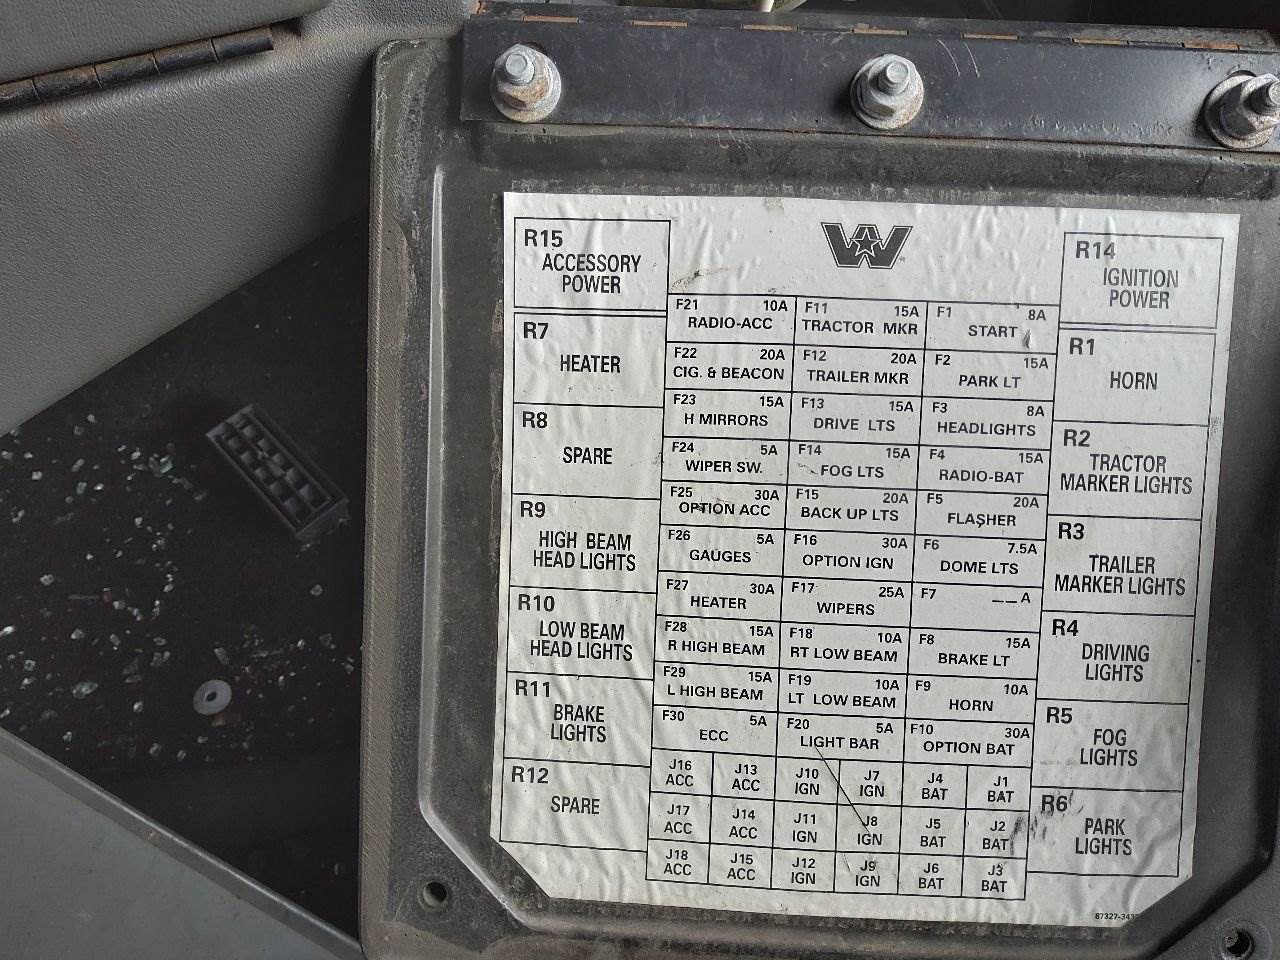 R15
ACCESSORY
POWER
R7
HEATER
R8
SPARE
R9
HIGH BEAM
HEAD LIGHTS
R10
LOW BEAM
HEAD LIGHTS
R11
BRAKE
LIGHTS
R12
SPARE
W
F21 10A
RADIO-ACC
F11 15A
TRACTOR MKR
F1 8A
START
F22 20A
CIG. & BEACON
F12 20A
TRAILER MKR
F2 15A
PARK LT
F23 15A
H MIRRORS
F13 15A
DRIVE LTS
F3 8A
HEADLIGHTS
F24 5A
WIPER SW.
F14 15A
FOG LTS
F4 15A
RADIO-BAT
F25 30A
OPTION ACC
F15 20A
BACK UP LTS
F5 20A
FLASHER
F26 5A
GAUGES
F16 30A
OPTION IGN
F6 7.5A
DOME LTS
F27 30A
HEATER
F17 25A
WIPERS
F7 __A
F28 15A
R HIGH BEAM
F18 10A
RT LOW BEAM
F8 15A
BRAKE LT
F29 15A
L HIGH BEAM
F19 10A
LT LOW BEAM
F9 10A
HORN
F30 5A
ECC
F20 5A
LIGHT BAR
F10 30A
OPTION BAT
J16 J13 J10 J7 J4 J1
ACC ACC IGN IGN BAT BAT
J17 J14 J11 J8 J5 J2
ACC ACC IGN IGN BAT BAT
J18 J15 J12 J9 J6 J3
ACC ACC IGN IGN BAT BAT
R14
IGNITION
POWER
R1
HORN
R2
TRACTOR
MARKER LIGHTS
R3
TRAILER
MARKER LIGHTS
R4
DRIVING
LIGHTS
R5
FOG
LIGHTS
R6
PARK
LIGHTS